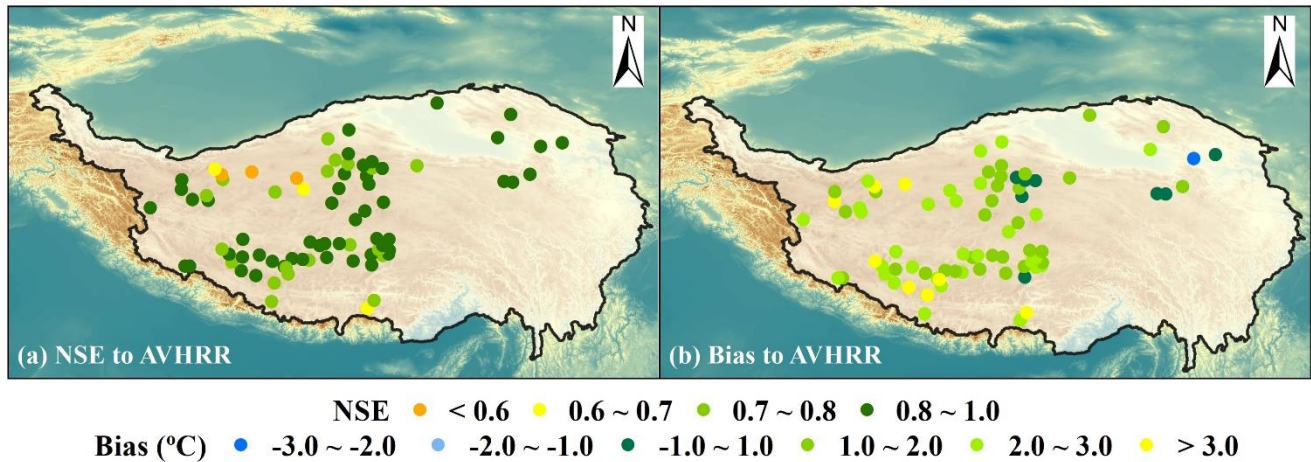 N
N
(a) NSE to AVHRR
(b) Bias to AVHRR
NSE < 0.6 0.6 ~ 0.7 0.7 ~ 0.8 0.8 ~ 1.0
Bias (ºC) -3.0 ~ -2.0 -2.0 ~ -1.0 -1.0 ~ 1.0 1.0 ~ 2.0 2.0 ~ 3.0 > 3.0